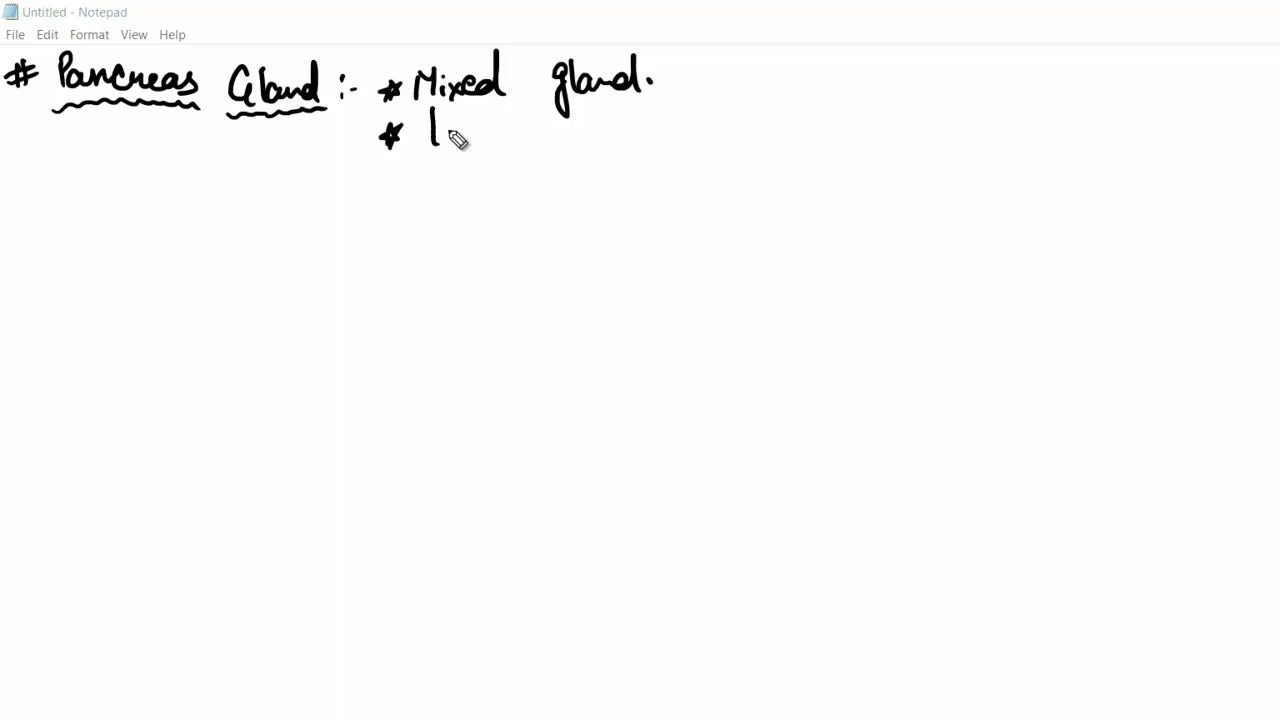 Untitled - Notepad
File Edit Format View Help
# Pancreas Gland :- * Mixed gland.
*